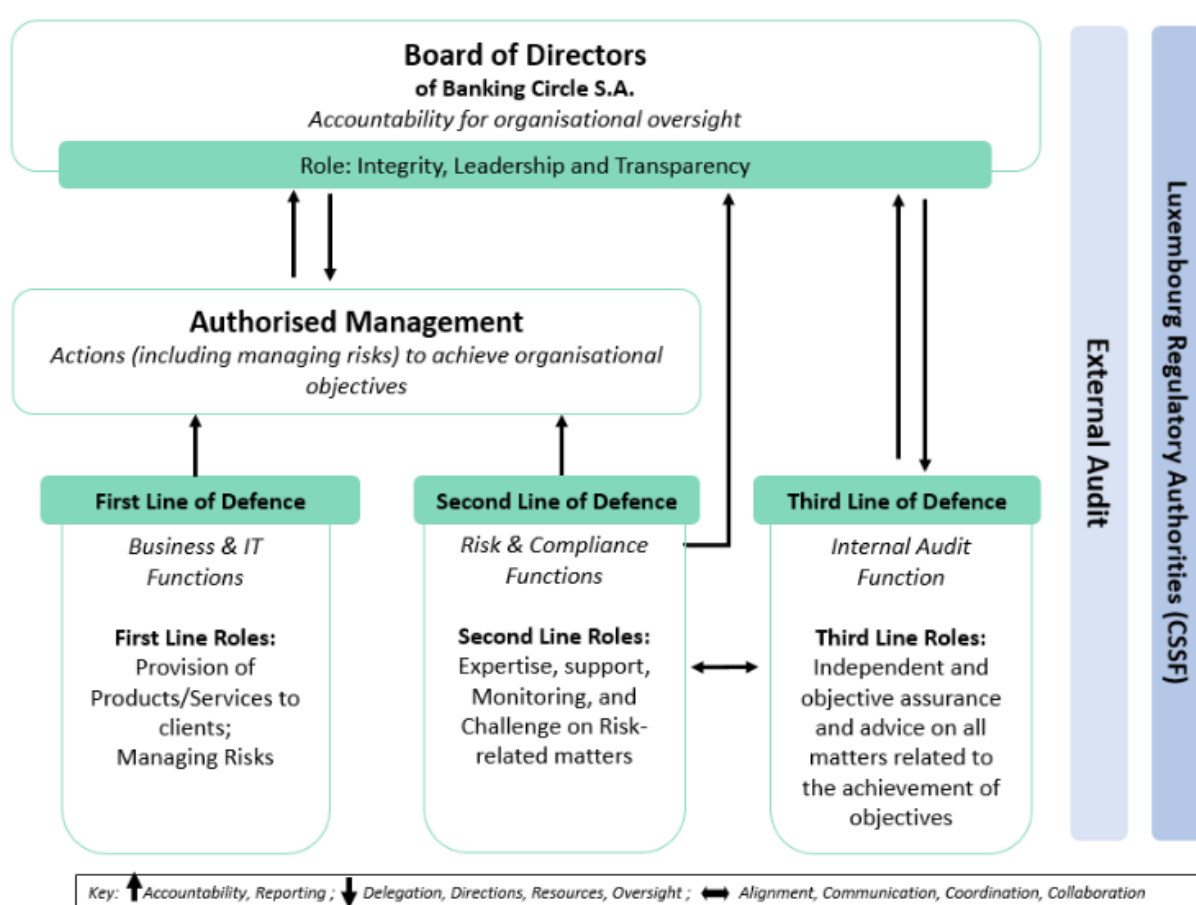 Board of Directors
of Banking Circle S.A.
Accountability for organisational oversight
Role: Integrity, Leadership and Transparency
Authorised Management
Actions (including managing risks) to achieve organisational
objectives
First Line of Defence
Business & IT
Functions
First Line Roles:
Provision of
Products/Services to
clients;
Managing Risks
Second Line of Defence
Risk & Compliance
Functions
Second Line Roles:
Expertise, support,
Monitoring, and
Challenge on Risk-
related matters
Third Line of Defence
Internal Audit
Function
Third Line Roles:
Independent and
objective assurance
and advice on all
matters related to
the achievement of
objectives
External Audit
Luxembourg Regulatory Authorities (CSSF)
Key: Accountability, Reporting ; Delegation, Directions, Resources, Oversight ; Alignment, Communication, Coordination, Collaboration